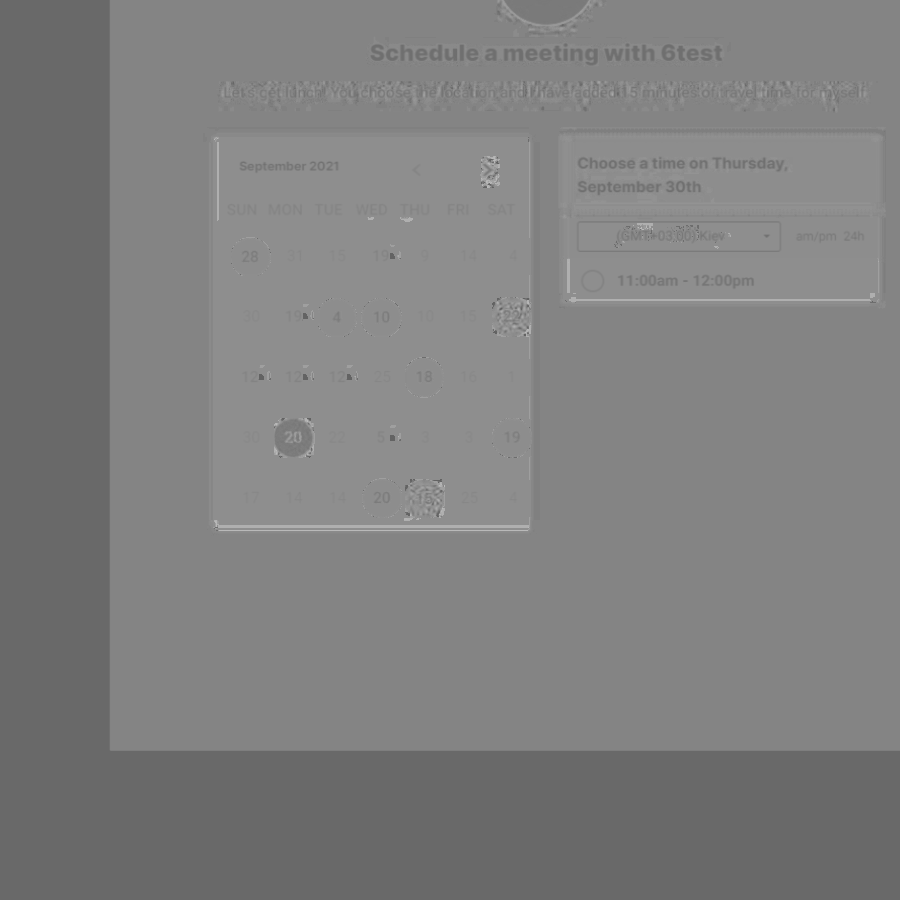 Schedule a meeting with 6test
Let's get lunch! You choose the location and I have added 15 minutes of travel time for myself.
September 2021 <
SUN MON TUE WED THU FRI SAT
28 31 15 19 9 14 4
30 19 4 10 10 15 22
12 12 12 25 18 16 1
30 20 22 5 8 3 19
17 14 14 20 15 25 4
Choose a time on Thursday,
September 30th
(GMT+03:00) Kiev am/pm 24h
11:00am - 12:00pm